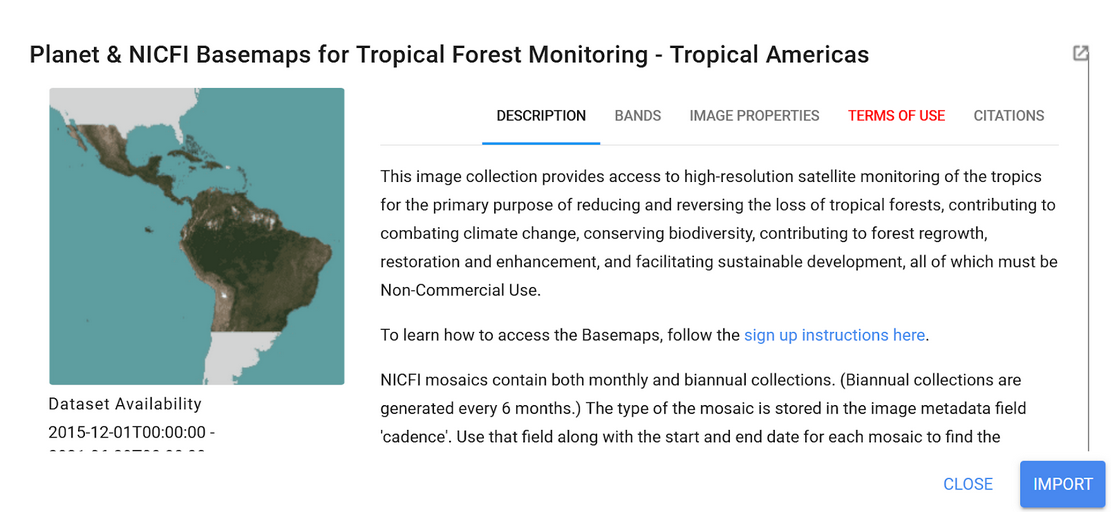 Planet & NICFI Basemaps for Tropical Forest Monitoring - Tropical Americas
DESCRIPTION BANDS IMAGE PROPERTIES TERMS OF USE CITATIONS
This image collection provides access to high-resolution satellite monitoring of the tropics
for the primary purpose of reducing and reversing the loss of tropical forests, contributing to
combating climate change, conserving biodiversity, contributing to forest regrowth,
restoration and enhancement, and facilitating sustainable development, all of which must be
Non-Commercial Use.
To learn how to access the Basemaps, follow the sign up instructions here.
NICFI mosaics contain both monthly and biannual collections. (Biannual collections are
generated every 6 months.) The type of the mosaic is stored in the image metadata field
'cadence'. Use that field along with the start and end date for each mosaic to find the
Dataset Availability
2015-12-01T00:00:00 -
CLOSE IMPORT